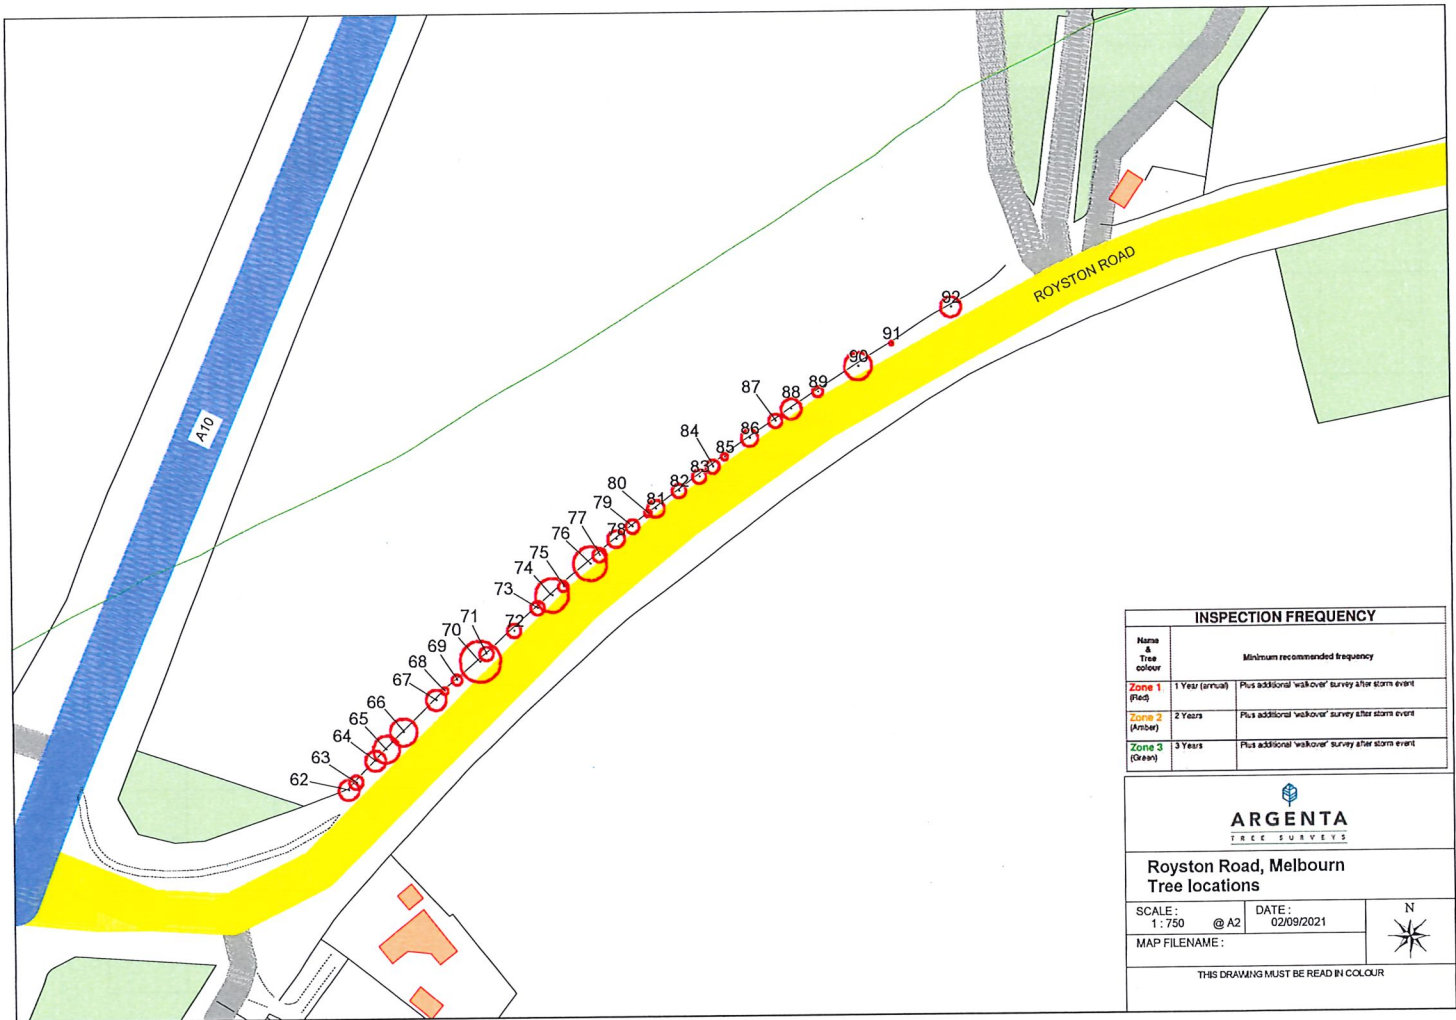 A10
ROYSTON ROAD
62
63
64
65
66
67
68
69
70
71
72
73
74
75
76
77
78
79
80
81
82
83
84
85
86
87
88
89
90
91
92
INSPECTION FREQUENCY
Name
&
Tree
colour
Minimum recommended frequency
Zone 1
(Red)
1 Year (annual)
Plus additional 'walkover' survey after storm event
Zone 2
(Amber)
2 Years
Plus additional 'walkover' survey after storm event
Zone 3
(Green)
3 Years
Plus additional 'walkover' survey after storm event
ARGENTA
TREE SURVEYS
Royston Road, Melbourn
Tree locations
SCALE :
1 : 750 @ A2
DATE :
02/09/2021
N
MAP FILENAME :
THIS DRAWING MUST BE READ IN COLOUR